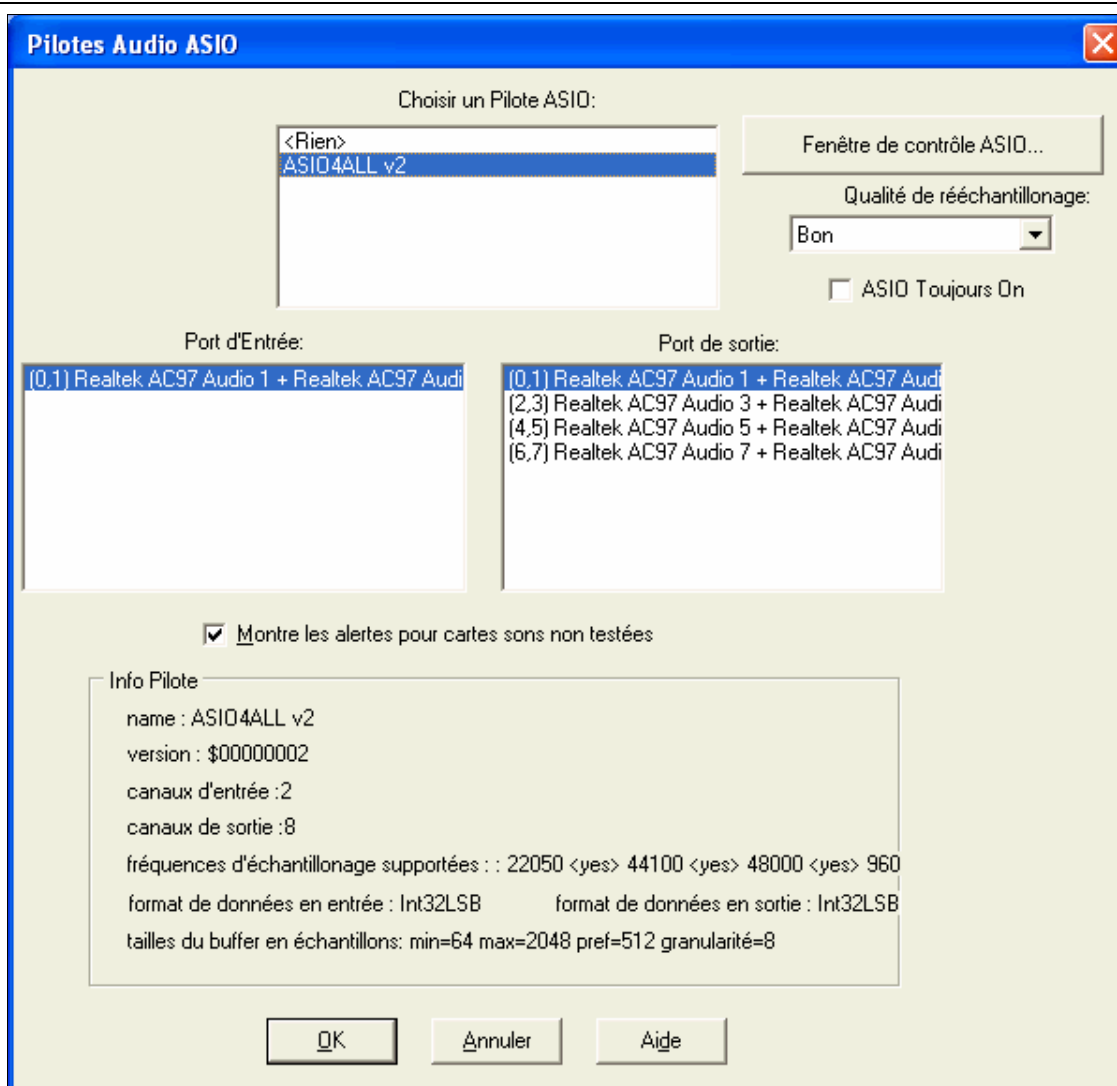 Pilotes Audio ASIO
Choisir un Pilote ASIO:
<Rien>
ASIO4ALL v2
Fenêtre de contrôle ASIO...
Qualité de rééchantillonage:
Bon
ASIO Toujours On
Port d'Entrée:
(0,1) Realtek AC97 Audio 1 + Realtek AC97 Audi
Port de sortie:
(0,1) Realtek AC97 Audio 1 + Realtek AC97 Audi
(2,3) Realtek AC97 Audio 3 + Realtek AC97 Audi
(4,5) Realtek AC97 Audio 5 + Realtek AC97 Audi
(6,7) Realtek AC97 Audio 7 + Realtek AC97 Audi
Montre les alertes pour cartes sons non testées
Info Pilote
name : ASIO4ALL v2
version : $00000002
canaux d'entrée :2
canaux de sortie :8
fréquences d'échantillonage supportées : : 22050 <yes> 44100 <yes> 48000 <yes> 960
format de données en entrée : Int32LSB format de données en sortie : Int32LSB
tailles du buffer en échantillons: min=64 max=2048 pref=512 granularité=8
OK Annuler Aide